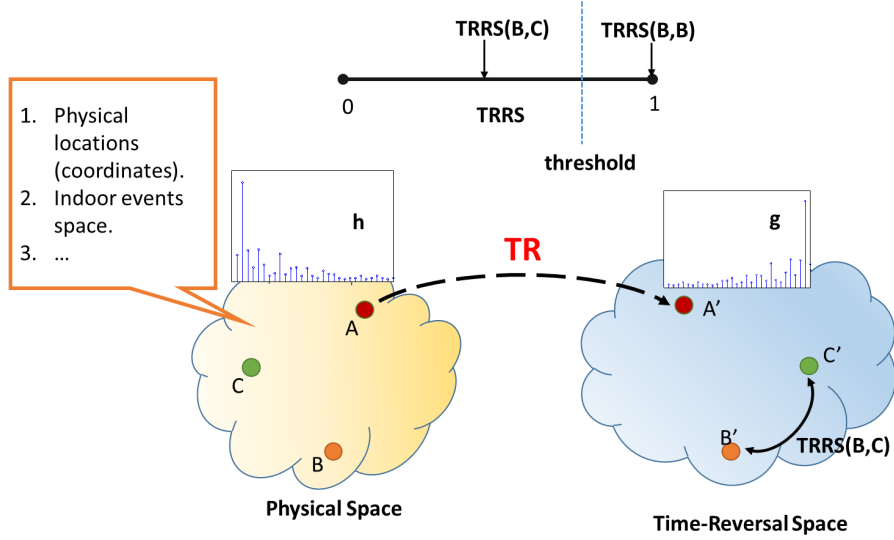 TRRS(B,C)
TRRS(B,B)
0
1
TRRS
threshold
1. Physical
locations
(coordinates).
2. Indoor events
space.
3. …
h
g
TR
A
A’
C
C’
B
B’
TRRS(B,C)
Physical Space
Time-Reversal Space